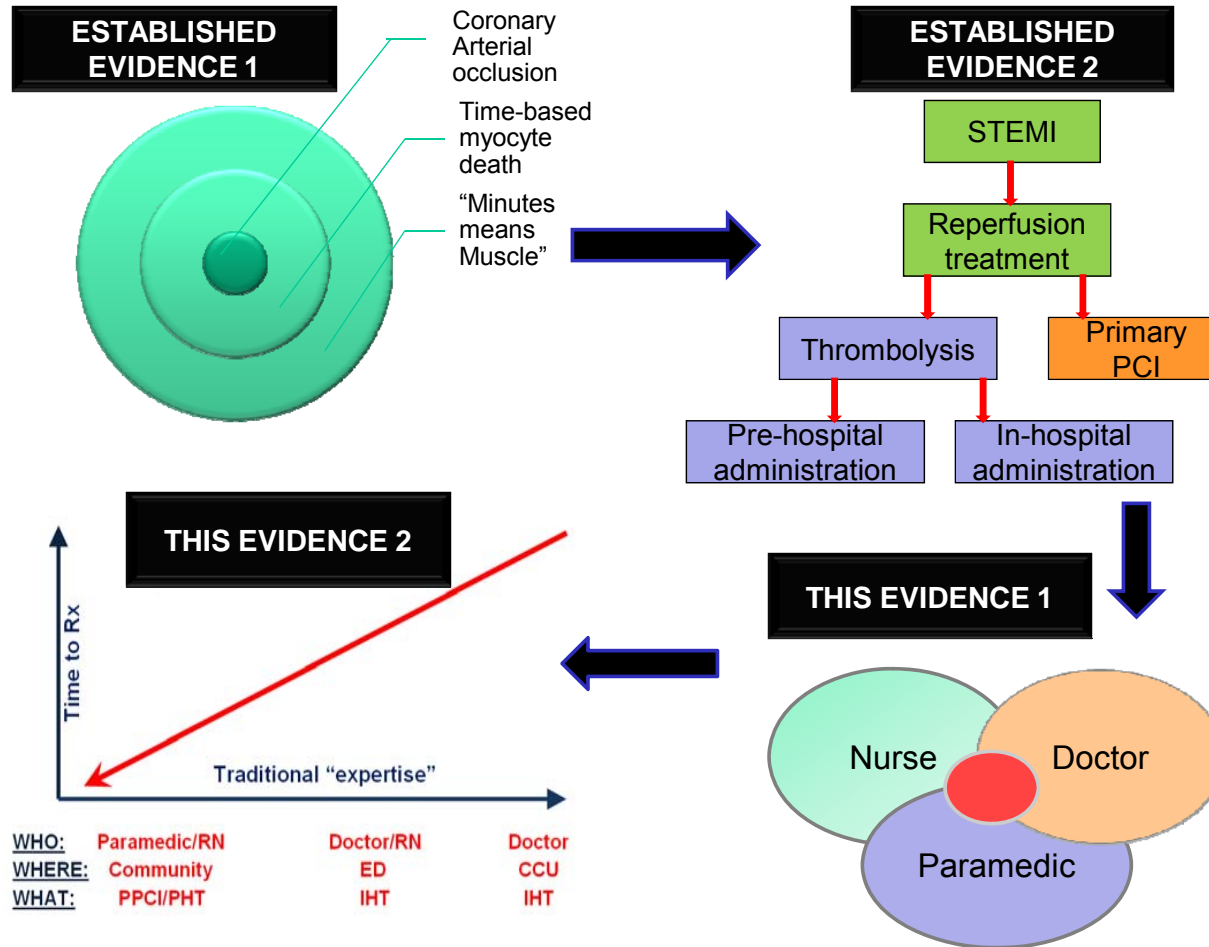 ESTABLISHED
EVIDENCE 1
Coronary
Arterial
occlusion
Time-based
myocyte
death
“Minutes
means
Muscle”
ESTABLISHED
EVIDENCE 2
STEMI
Reperfusion
treatment
Thrombolysis
Primary
PCI
Pre-hospital
administration
In-hospital
administration
THIS EVIDENCE 1
Nurse
Doctor
Paramedic
THIS EVIDENCE 2
Time to Rx
Traditional “expertise”
WHO: Paramedic/RN Doctor/RN Doctor
WHERE: Community ED CCU
WHAT: PPCI/PHT IHT IHT